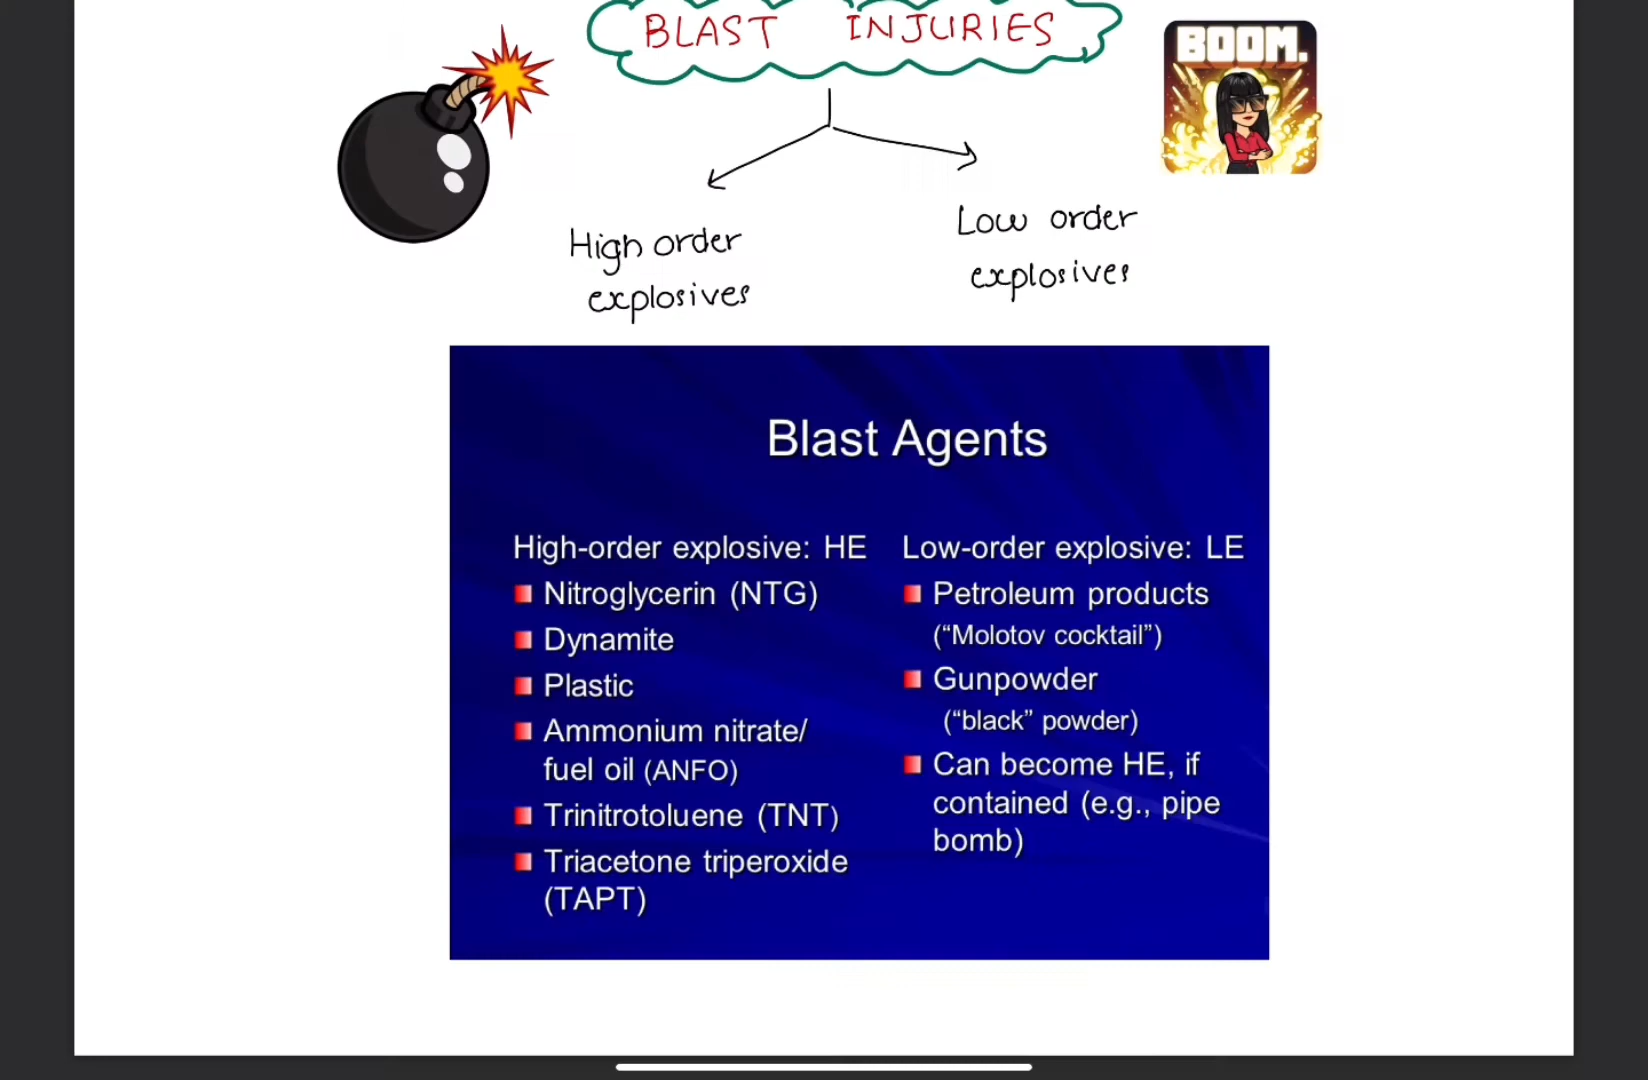 BLAST INJURIES
BOOM.
High order
explosives
Low order
explosives
Blast Agents
High-order explosive: HE
Nitroglycerin (NTG)
Dynamite
Plastic
Ammonium nitrate/
fuel oil (ANFO)
Trinitrotoluene (TNT)
Triacetone triperoxide
(TAPT)
Low-order explosive: LE
Petroleum products
(“Molotov cocktail”)
Gunpowder
(“black” powder)
Can become HE, if
contained (e.g., pipe
bomb)